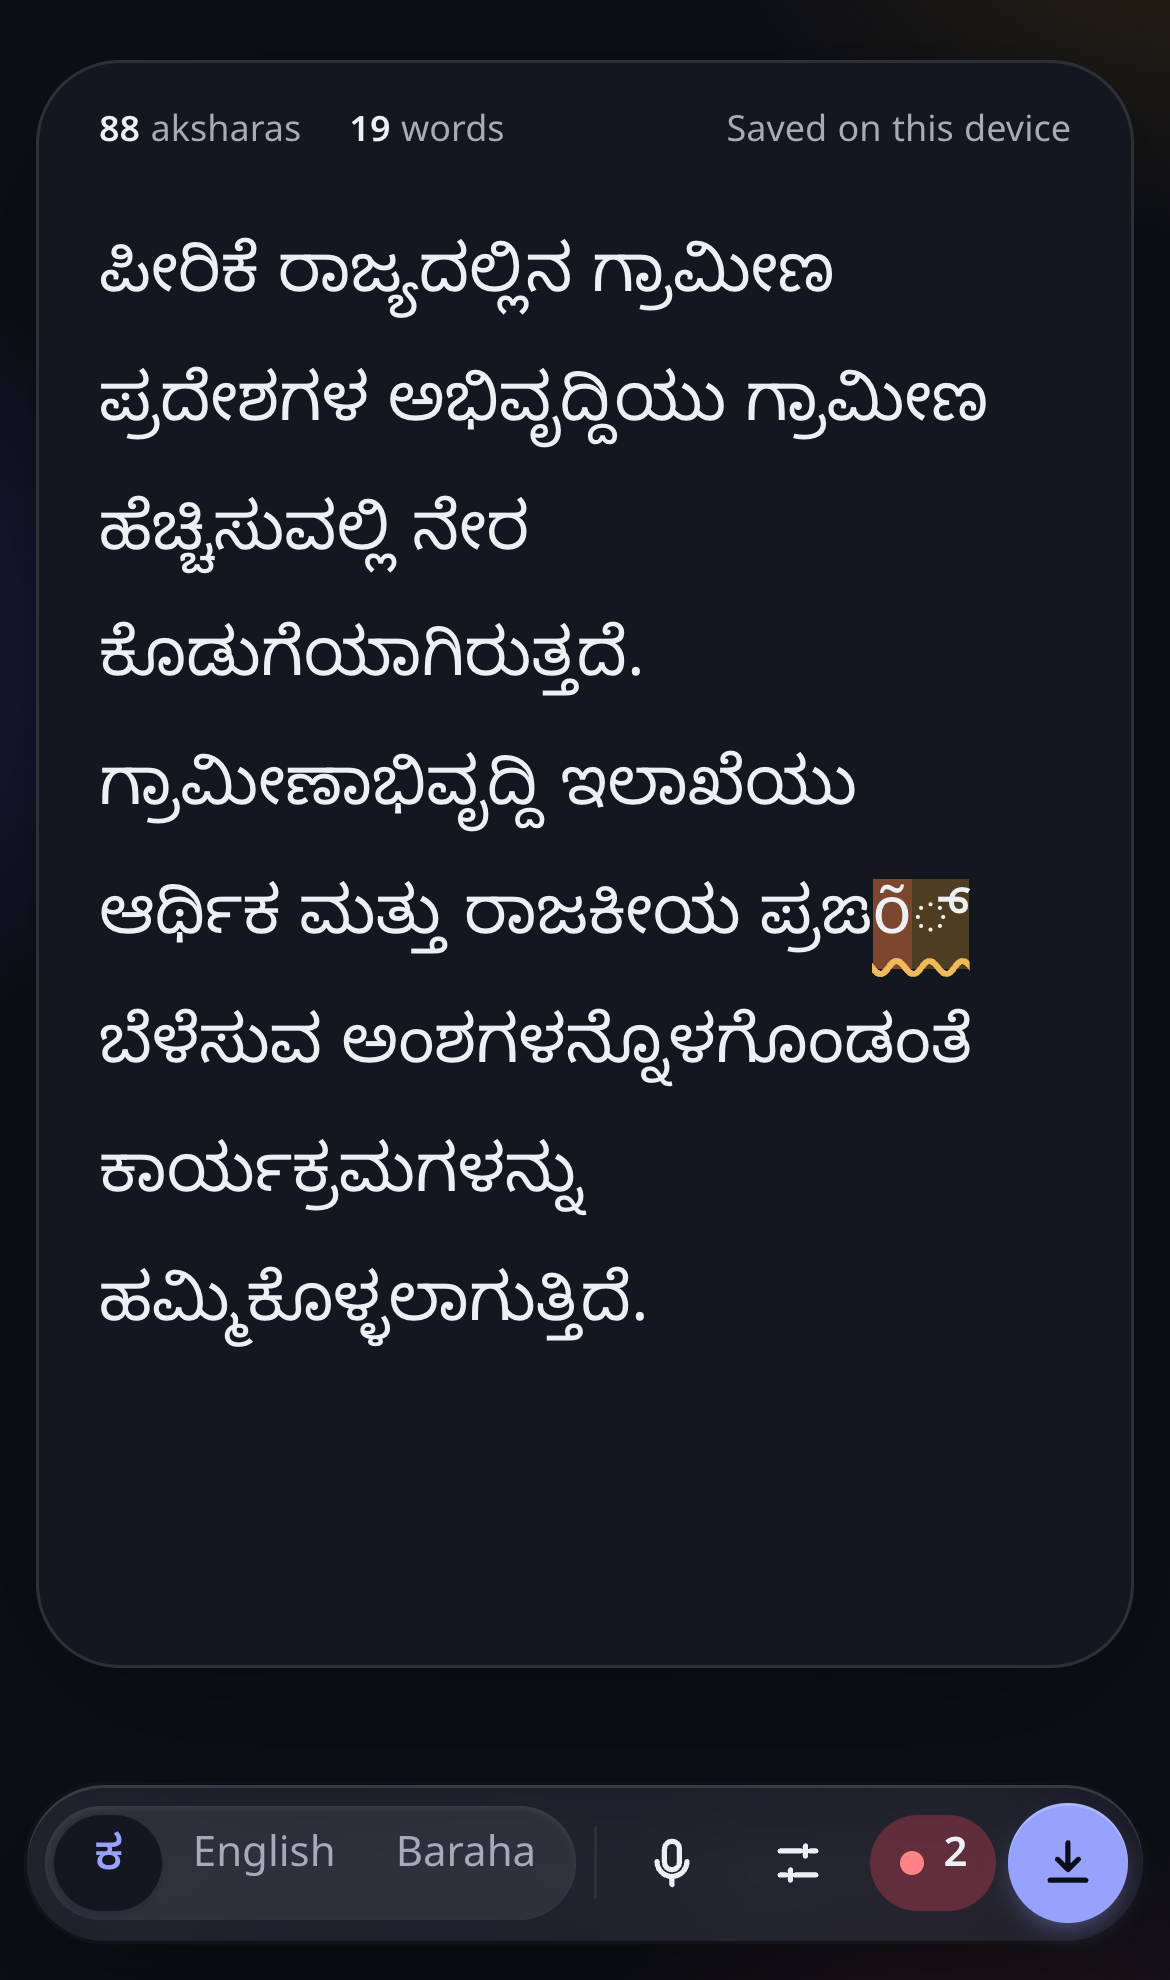 88 aksharas 19 words Saved on this device
ಪೀಠಿಕೆ ರಾಜ್ಯದಲ್ಲಿನ ಗ್ರಾಮೀಣ
ಪ್ರದೇಶಗಳ ಅಭಿವೃದ್ದಿಯು ಗ್ರಾಮೀಣ
ಹೆಚ್ಚಿಸುವಲ್ಲಿ ನೇರ
ಕೊಡುಗೆಯಾಗಿರುತ್ತದೆ.
ಗ್ರಾಮೀಣಾಭಿವೃದ್ದಿ ಇಲಾಖೆಯು
ಆರ್ಥಿಕ ಮತ್ತು ರಾಜಕೀಯ ಪ್ರಙõ್
ಬೆಳೆಸುವ ಅಂಶಗಳನ್ನೊಳಗೊಂಡಂತೆ
ಕಾರ್ಯಕ್ರಮಗಳನ್ನು
ಹಮ್ಮಿಕೊಳ್ಳಲಾಗುತ್ತಿದೆ.
ಕ English Baraha 2